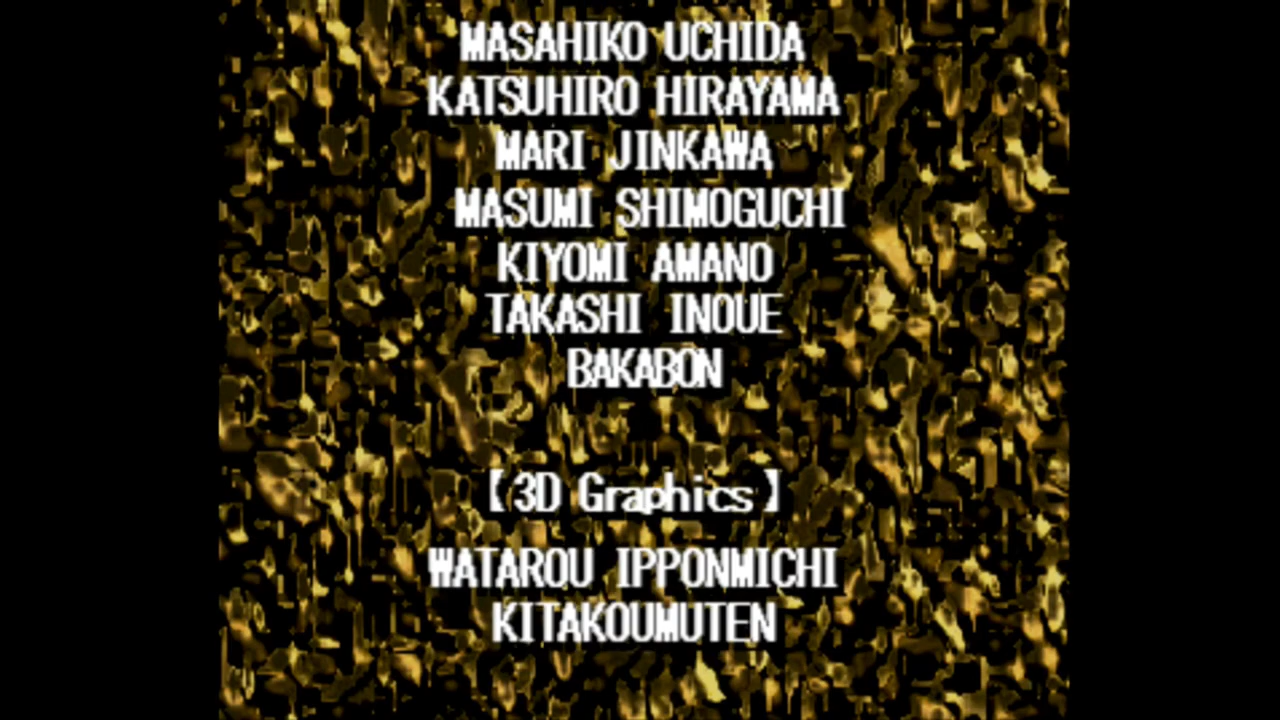 MASAHIKO UCHIDA
KATSUHIRO HIRAYAMA
MARI JINKAWA
MASUMI SHIMOGUCHI
KIYOMI AMANO
TAKASHI INOUE
BAKABON
【3D Graphics】
WATAROU IPPONMICHI
KITAKOUMUTEN